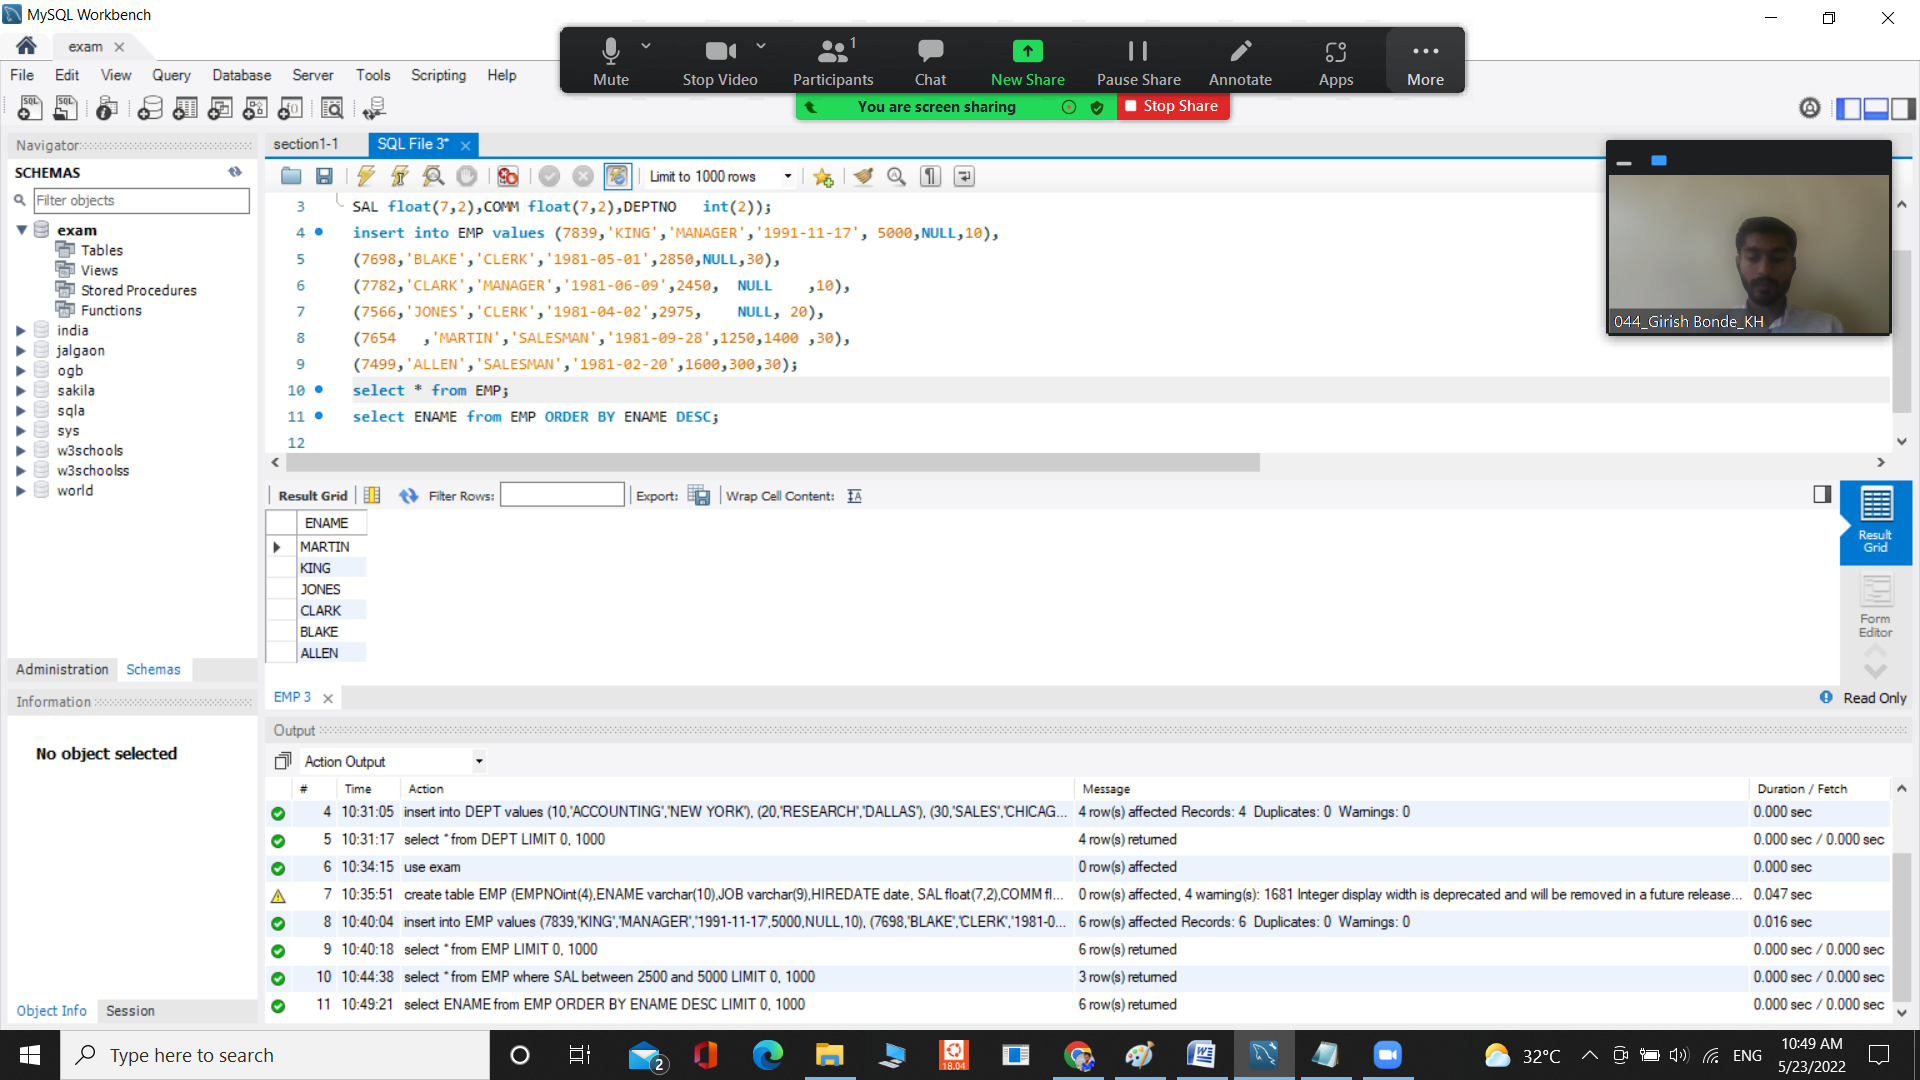 MySQL Workbench
exam
File Edit View Query Database Server Tools Scripting Help
Mute Stop Video Participants 1 Chat New Share Pause Share Annotate Apps More
You are screen sharing Stop Share
Navigator
SCHEMAS
Filter objects
exam
Tables
Views
Stored Procedures
Functions
india
jalgaon
ogb
sakila
sqla
sys
w3schools
w3schoolss
world
Administration Schemas
Information
No object selected
Object Info Session
section1-1 SQL File 3*
Limit to 1000 rows
3 SAL float(7,2),COMM float(7,2),DEPTNO int(2));
4 insert into EMP values (7839,'KING','MANAGER','1991-11-17', 5000,NULL,10),
5 (7698,'BLAKE','CLERK','1981-05-01',2850,NULL,30),
6 (7782,'CLARK','MANAGER','1981-06-09',2450, NULL ,10),
7 (7566,'JONES','CLERK','1981-04-02',2975, NULL, 20),
8 (7654 ,'MARTIN','SALESMAN','1981-09-28',1250,1400 ,30),
9 (7499,'ALLEN','SALESMAN','1981-02-20',1600,300,30);
10 select * from EMP;
11 select ENAME from EMP ORDER BY ENAME DESC;
12
044_Girish Bonde_KH
Result Grid Filter Rows: Export: Wrap Cell Content:
ENAME
MARTIN
KING
JONES
CLARK
BLAKE
ALLEN
Result
Grid
Form
Editor
EMP 3
Read Only
Output
Action Output
# Time Action Message Duration / Fetch
4 10:31:05 insert into DEPT values (10,'ACCOUNTING','NEW YORK'), (20,'RESEARCH','DALLAS'), (30,'SALES','CHICAG... 4 row(s) affected Records: 4 Duplicates: 0 Warnings: 0 0.000 sec
5 10:31:17 select * from DEPT LIMIT 0, 1000 4 row(s) returned 0.000 sec / 0.000 sec
6 10:34:15 use exam 0 row(s) affected 0.000 sec
7 10:35:51 create table EMP (EMPNOint(4),ENAME varchar(10),JOB varchar(9),HIREDATE date, SAL float(7,2),COMM fl... 0 row(s) affected, 4 warning(s): 1681 Integer display width is deprecated and will be removed in a future release... 0.047 sec
8 10:40:04 insert into EMP values (7839,'KING','MANAGER','1991-11-17',5000,NULL,10), (7698,'BLAKE','CLERK','1981-0... 6 row(s) affected Records: 6 Duplicates: 0 Warnings: 0 0.016 sec
9 10:40:18 select * from EMP LIMIT 0, 1000 6 row(s) returned 0.000 sec / 0.000 sec
10 10:44:38 select * from EMP where SAL between 2500 and 5000 LIMIT 0, 1000 3 row(s) returned 0.000 sec / 0.000 sec
11 10:49:21 select ENAME from EMP ORDER BY ENAME DESC LIMIT 0, 1000 6 row(s) returned 0.000 sec / 0.000 sec
Type here to search
2
18.04
32°C
ENG
10:49 AM
5/23/2022